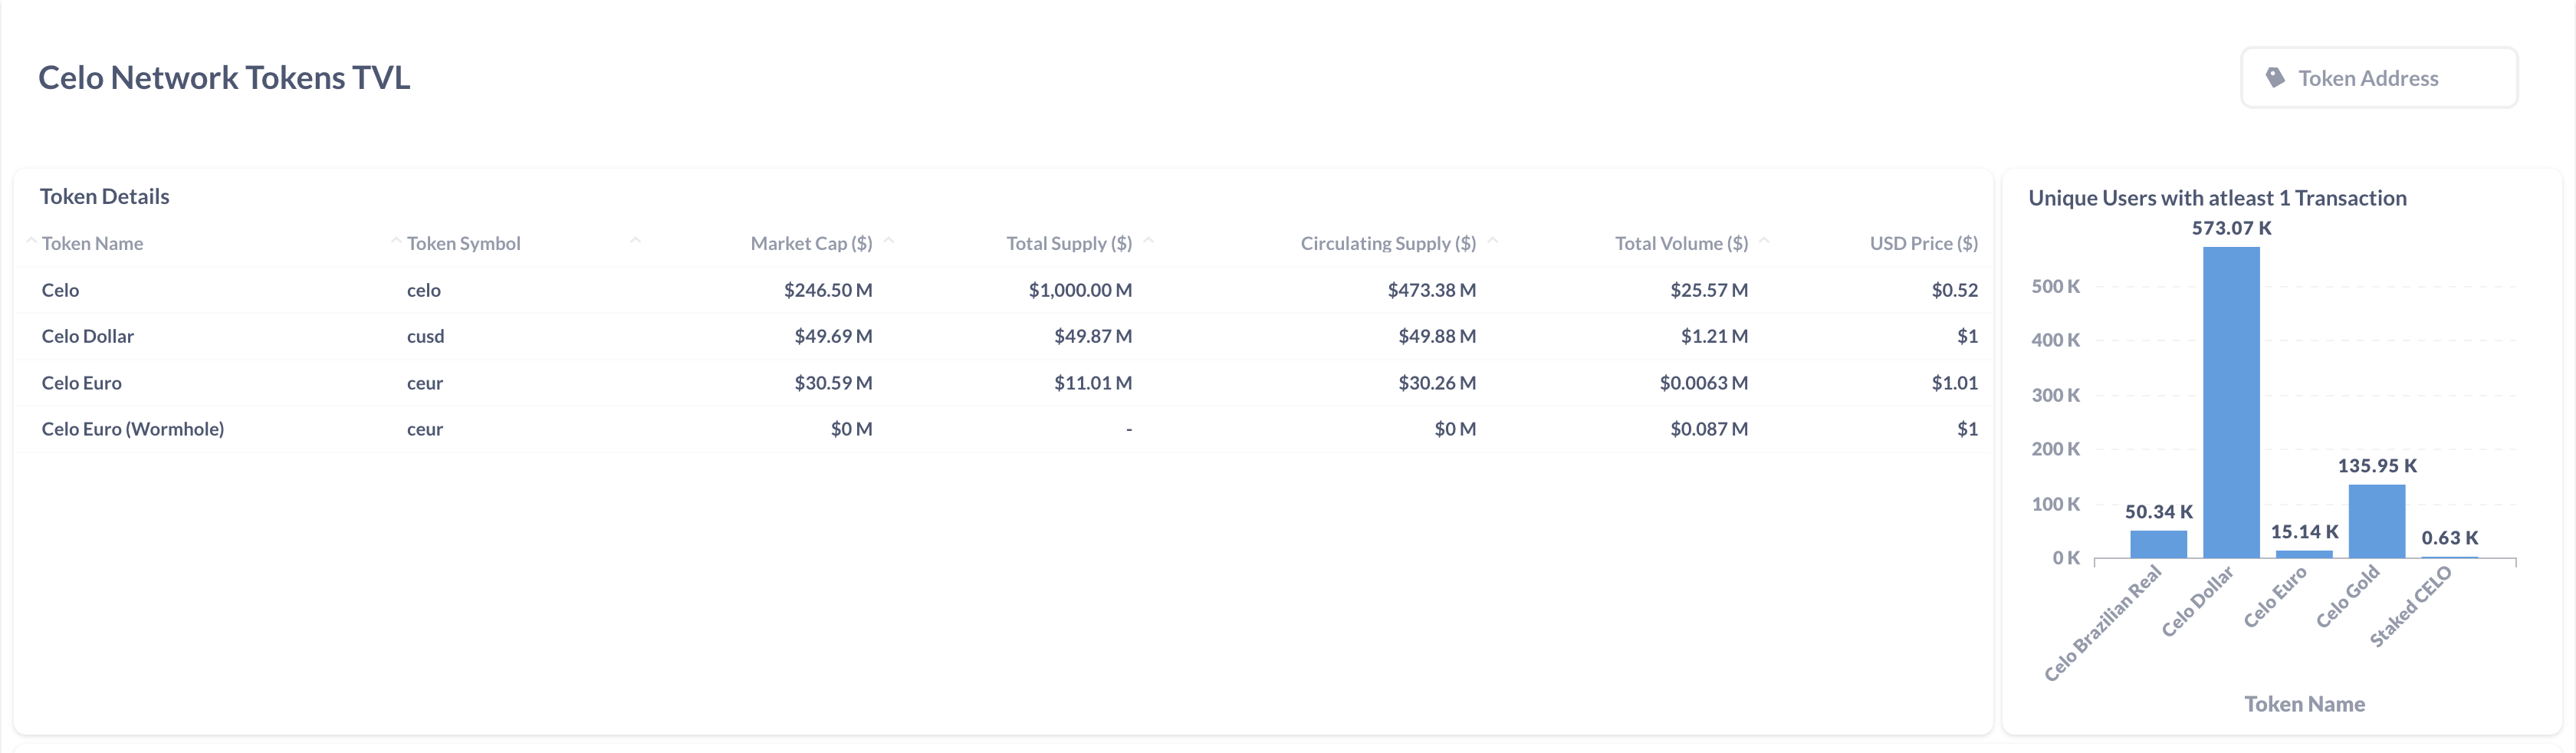 Celo Network Tokens TVL
Token Address
Token Details
Token Name Token Symbol Market Cap ($) Total Supply ($) Circulating Supply ($) Total Volume ($) USD Price ($)
Celo celo $246.50 M $1,000.00 M $473.38 M $25.57 M $0.52
Celo Dollar cusd $49.69 M $49.87 M $49.88 M $1.21 M $1
Celo Euro ceur $30.59 M $11.01 M $30.26 M $0.0063 M $1.01
Celo Euro (Wormhole) ceur $0 M - $0 M $0.087 M $1
Unique Users with atleast 1 Transaction
573.07 K
500 K
400 K
300 K
200 K
135.95 K
100 K
50.34 K
15.14 K
0.63 K
0 K
Celo Brazilian Real
Celo Dollar
Celo Euro
Celo Gold
Staked CELO
Token Name